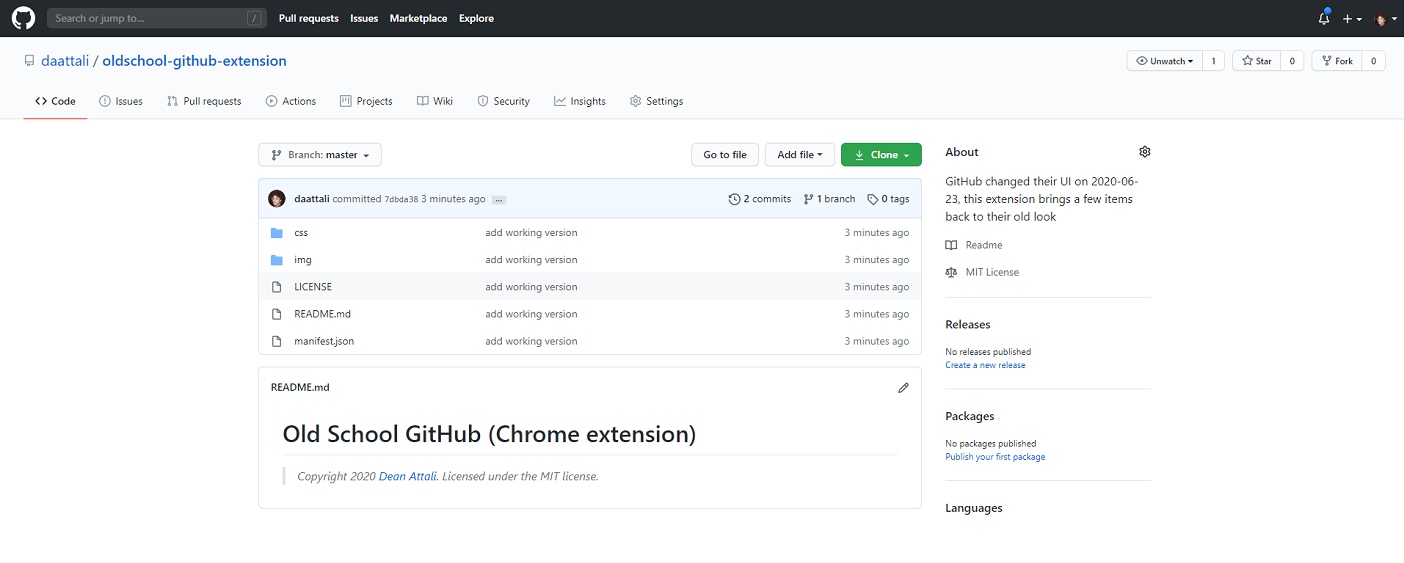 Search or jump to... /
Pull requests Issues Marketplace Explore
daattali / oldschool-github-extension
Unwatch 1 Star 0 Fork 0
Code Issues Pull requests Actions Projects Wiki Security Insights Settings
Branch: master Go to file Add file Clone
daattali committed 7dbda38 3 minutes ago ... 2 commits 1 branch 0 tags
css add working version 3 minutes ago
img add working version 3 minutes ago
LICENSE add working version 3 minutes ago
README.md add working version 3 minutes ago
manifest.json add working version 3 minutes ago
README.md
Old School GitHub (Chrome extension)
Copyright 2020 Dean Attali. Licensed under the MIT license.
About
GitHub changed their UI on 2020-06-
23, this extension brings a few items
back to their old look
Readme
MIT License
Releases
No releases published
Create a new release
Packages
No packages published
Publish your first package
Languages